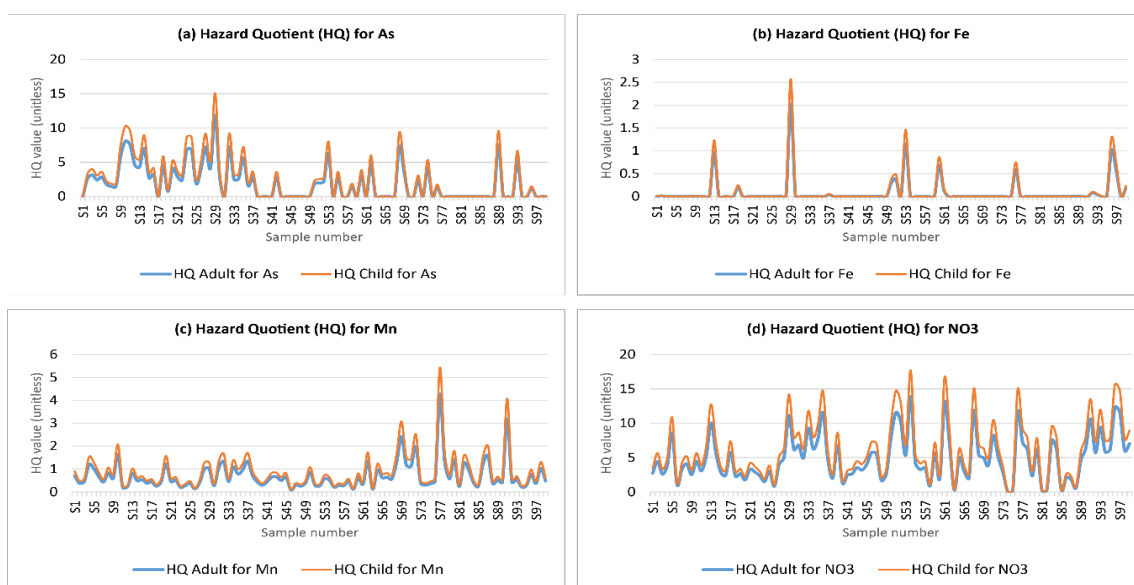 (a) Hazard Quotient (HQ) for As
HQ value (unitless)
20
15
10
5
0
S1 S5 S9 S13 S17 S21 S25 S29 S33 S37 S41 S45 S49 S53 S57 S61 S65 S69 S73 S77 S81 S85 S89 S93 S97
Sample number
HQ Adult for As HQ Child for As
(b) Hazard Quotient (HQ) for Fe
HQ value (unitless)
3
2.5
2
1.5
1
0.5
0
S1 S5 S9 S13 S17 S21 S25 S29 S33 S37 S41 S45 S49 S53 S57 S61 S65 S69 S73 S77 S81 S85 S89 S93 S97
Sample number
HQ Adult for Fe HQ Child for Fe
(c) Hazard Quotient (HQ) for Mn
HQ value (unitless)
6
5
4
3
2
1
0
S1 S5 S9 S13 S17 S21 S25 S29 S33 S37 S41 S45 S49 S53 S57 S61 S65 S69 S73 S77 S81 S85 S89 S93 S97
Sample number
HQ Adult for Mn HQ Child for Mn
(d) Hazard Quotient (HQ) for NO3
HQ value (unitless)
20
15
10
5
0
S1 S5 S9 S13 S17 S21 S25 S29 S33 S37 S41 S45 S49 S53 S57 S61 S65 S69 S73 S77 S81 S85 S89 S93 S97
Sample number
HQ Adult for NO3 HQ Child for NO3